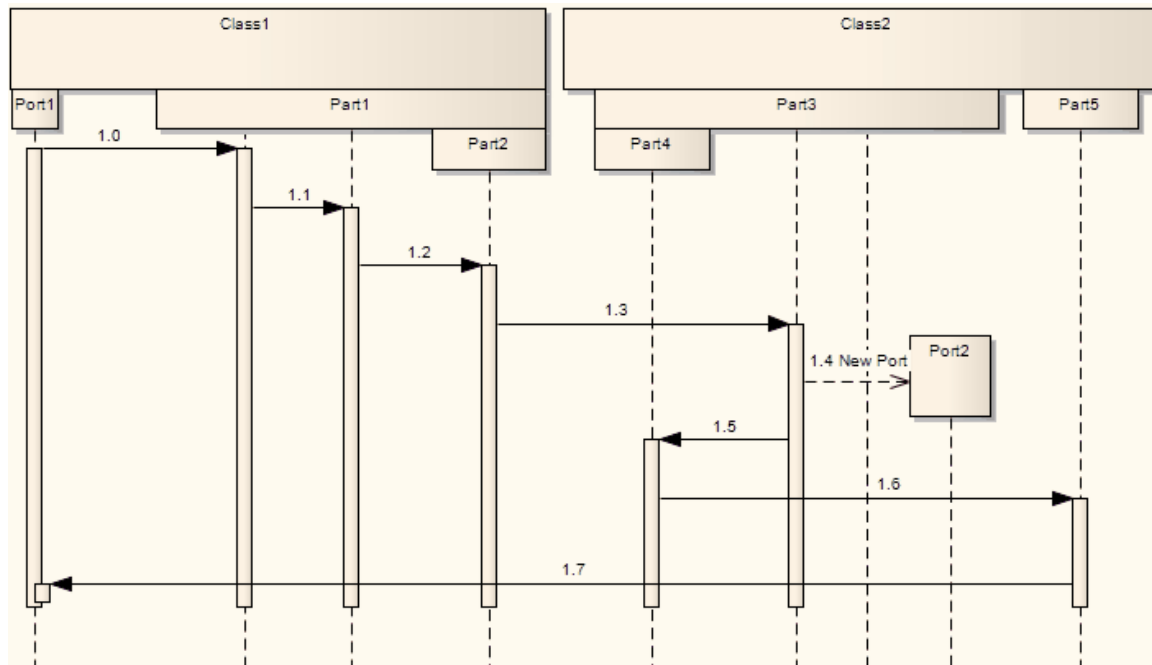 Class1
Class2
Port1
Part1
Part3
Part5
Part2
Part4
1.0
1.1
1.2
1.3
Port2
1.4 New Port
1.5
1.6
1.7